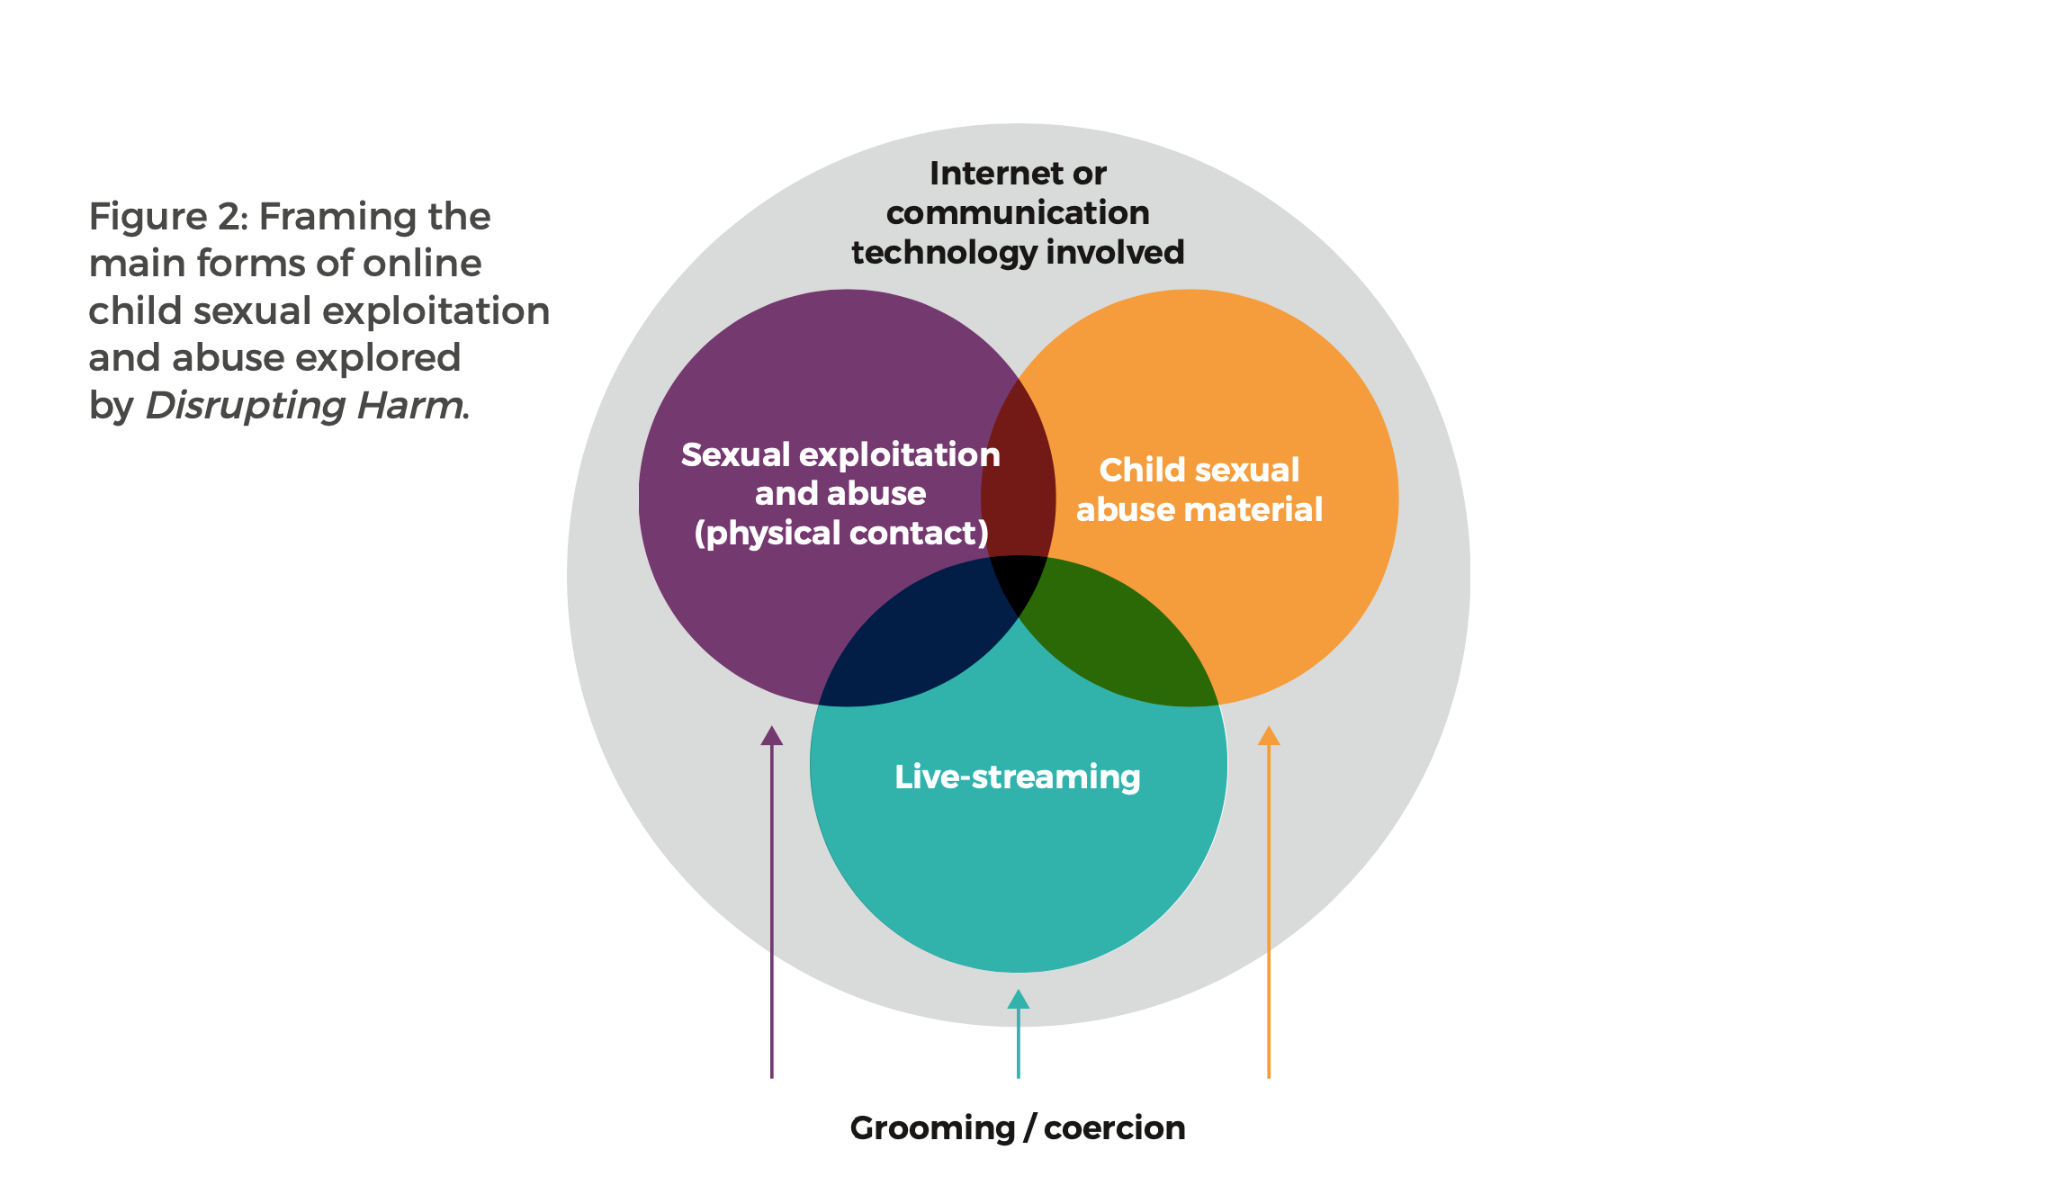 Figure 2: Framing the
main forms of online
child sexual exploitation
and abuse explored
by Disrupting Harm.
Internet or
communication
technology involved
Sexual exploitation
and abuse
(physical contact)
Child sexual
abuse material
Live-streaming
Grooming / coercion